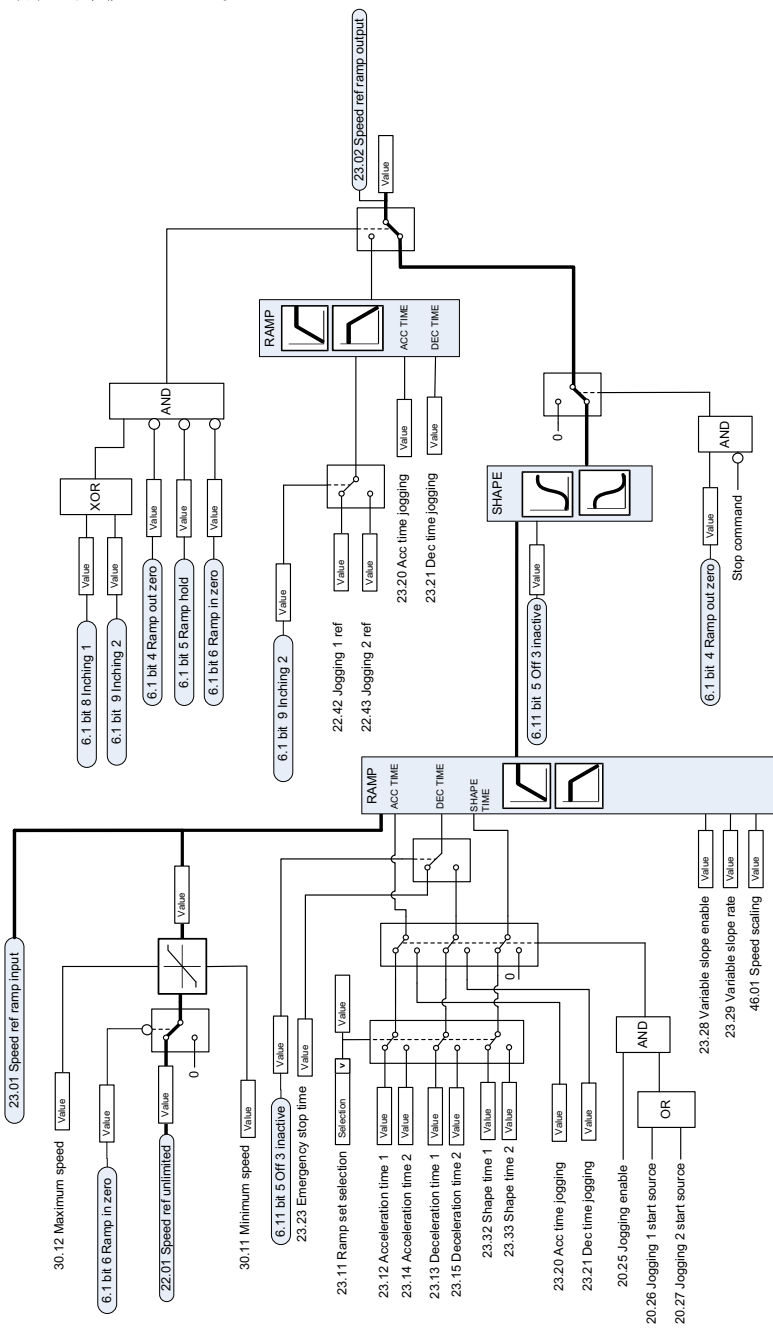 23.01 Speed ref ramp input
30.12 Maximum speed
Value
6.1 bit 6 Ramp in zero
Value
22.01 Speed ref unlimited
Value
0
Value
30.11 Minimum speed
Value
6.11 bit 5 Off 3 inactive
Value
23.23 Emergency stop time
Value
23.11 Ramp set selection
Selection
v
Value
23.12 Acceleration time 1
Value
23.14 Acceleration time 2
Value
23.13 Deceleration time 1
Value
23.15 Deceleration time 2
Value
23.32 Shape time 1
Value
23.33 Shape time 2
Value
0
23.20 Acc time jogging
Value
23.21 Dec time jogging
Value
20.25 Jogging enable
AND
20.26 Jogging 1 start source
20.27 Jogging 2 start source
OR
RAMP
ACC TIME
DEC TIME
SHAPE
TIME
23.28 Variable slope enable
Value
23.29 Variable slope rate
Value
46.01 Speed scaling
Value
6.1 bit 8 Inching 1
Value
6.1 bit 9 Inching 2
Value
XOR
6.1 bit 4 Ramp out zero
Value
6.1 bit 5 Ramp hold
Value
6.1 bit 6 Ramp in zero
Value
AND
6.1 bit 9 Inching 2
Value
22.42 Jogging 1 ref
Value
22.43 Jogging 2 ref
Value
23.20 Acc time jogging
Value
23.21 Dec time jogging
Value
RAMP
ACC TIME
DEC TIME
6.11 bit 5 Off 3 inactive
Value
SHAPE
0
6.1 bit 4 Ramp out zero
Value
Stop command
AND
23.02 Speed ref ramp output
Value